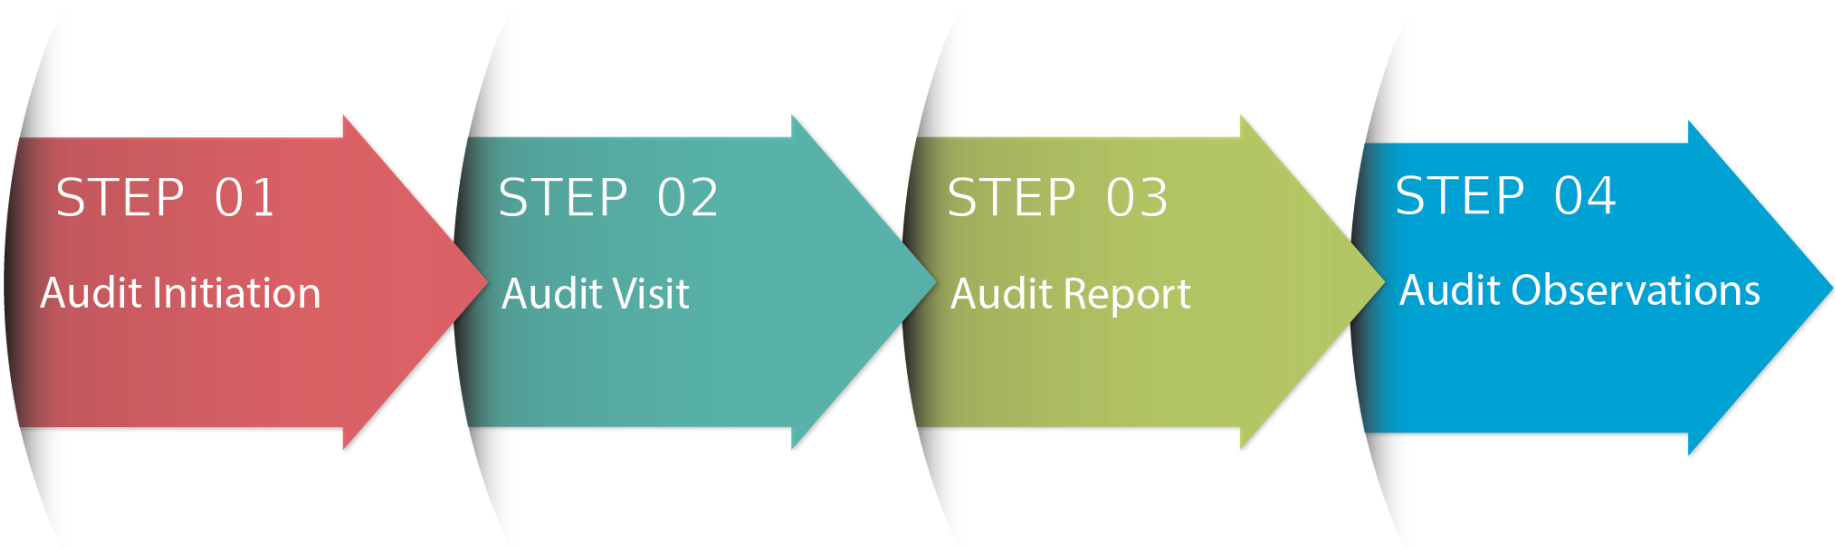 STEP 01
Audit Initiation
STEP 02
Audit Visit
STEP 03
Audit Report
STEP 04
Audit Observations